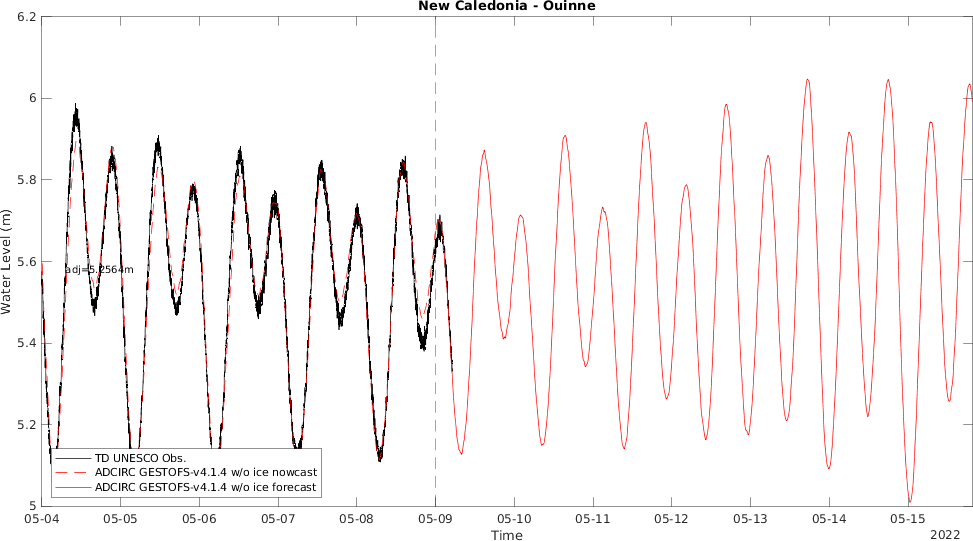 New Caledonia - Ouinne
6.2
6
5.8
5.6
5.4
5.2
5
Water Level (m)
adj=5.2564m
TD UNESCO Obs.
ADCIRC GESTOFS-v4.1.4 w/o ice nowcast
ADCIRC GESTOFS-v4.1.4 w/o ice forecast
05-04 05-05 05-06 05-07 05-08 05-09 05-10 05-11 05-12 05-13 05-14 05-15
Time
2022